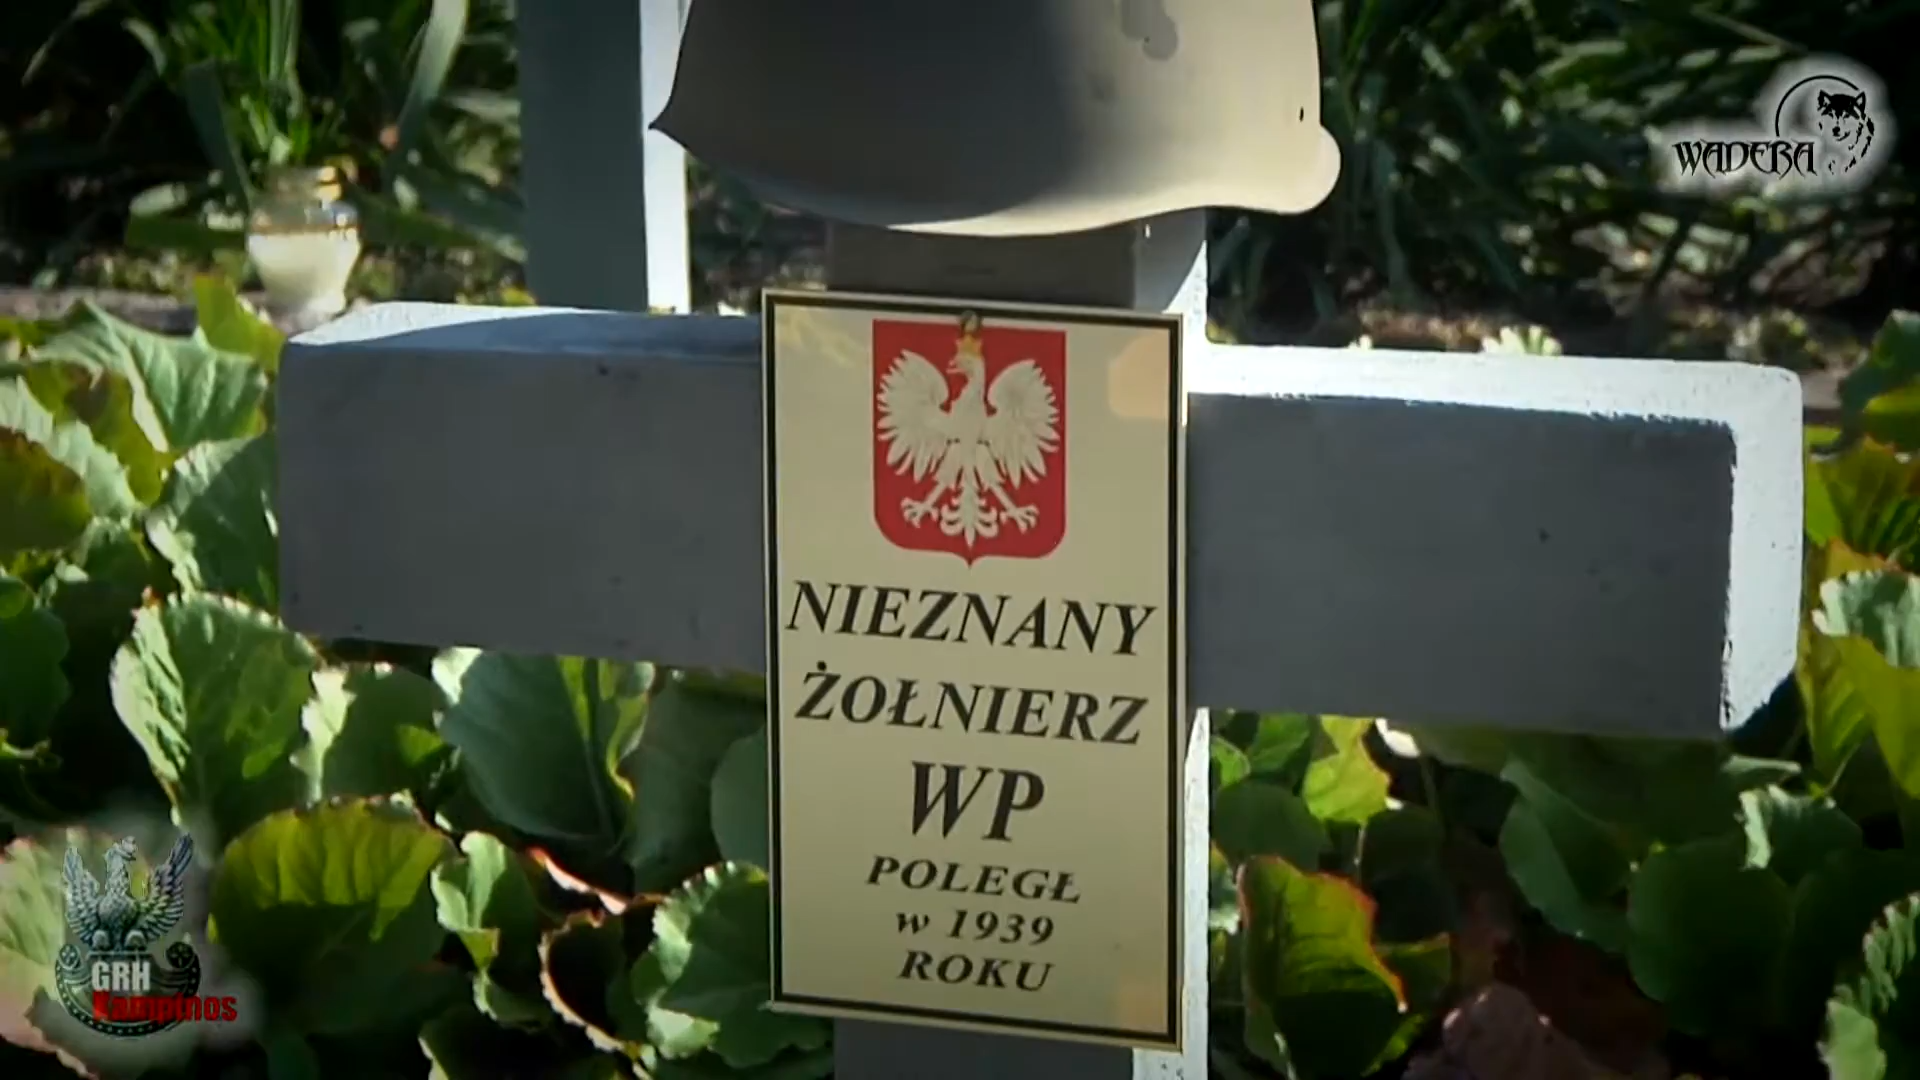 WADERA
NIEZNANY
ŻOŁNIERZ
WP
POLEGŁ
w 1939
ROKU
GRH
Kampinos